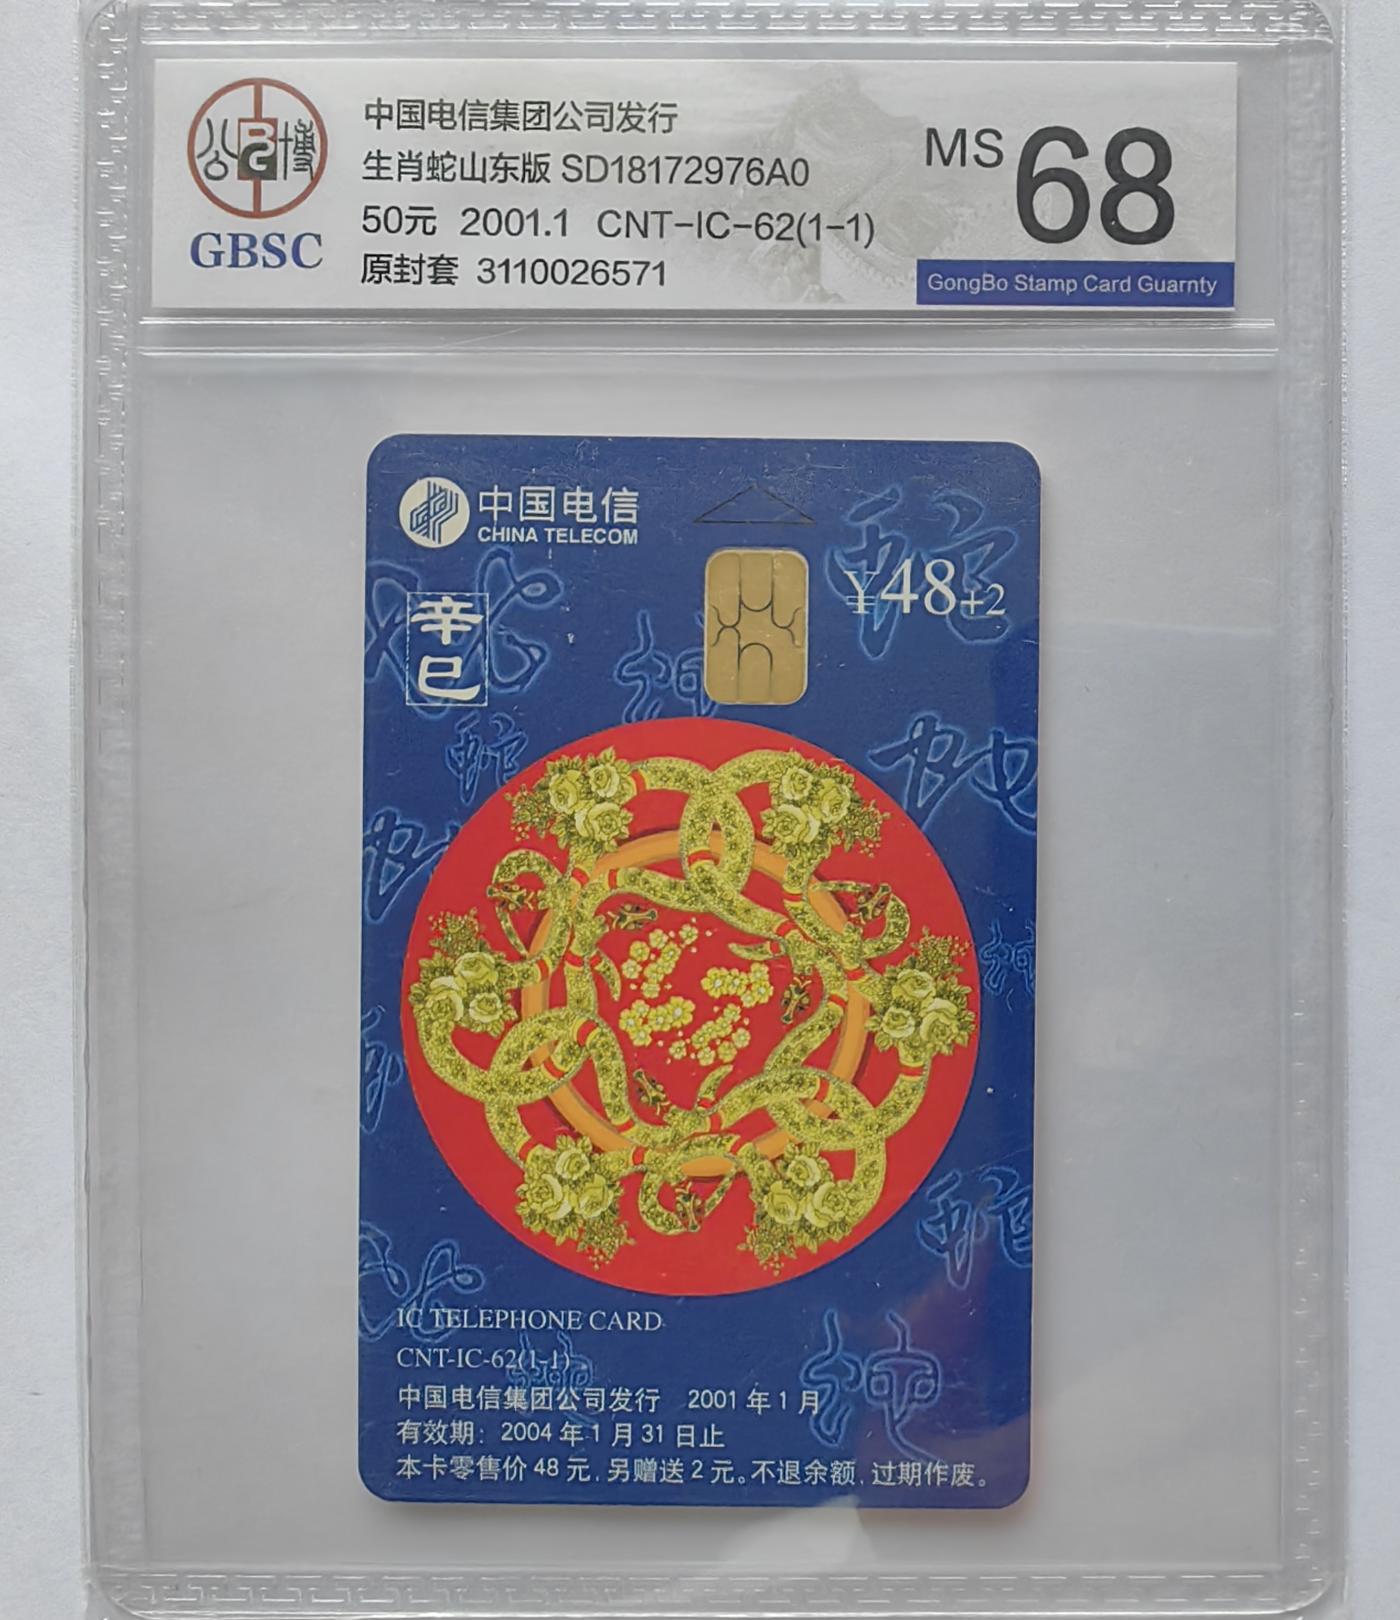 公 BG 博
GBSC
中国电信集团公司发行
生肖蛇山东版 SD18172976A0
50元 2001.1 CNT-IC-62(1-1)
原封套 3110026571
MS 68
GongBo Stamp Card Guarnty
中国电信
CHINA TELECOM
¥48+2
辛巳
IC TELEPHONE CARD
CNT-IC-62(1-1)
中国电信集团公司发行 2001年1月
有效期：2004年1月31日止
本卡零售价48元，另赠送2元。不退余额，过期作废。